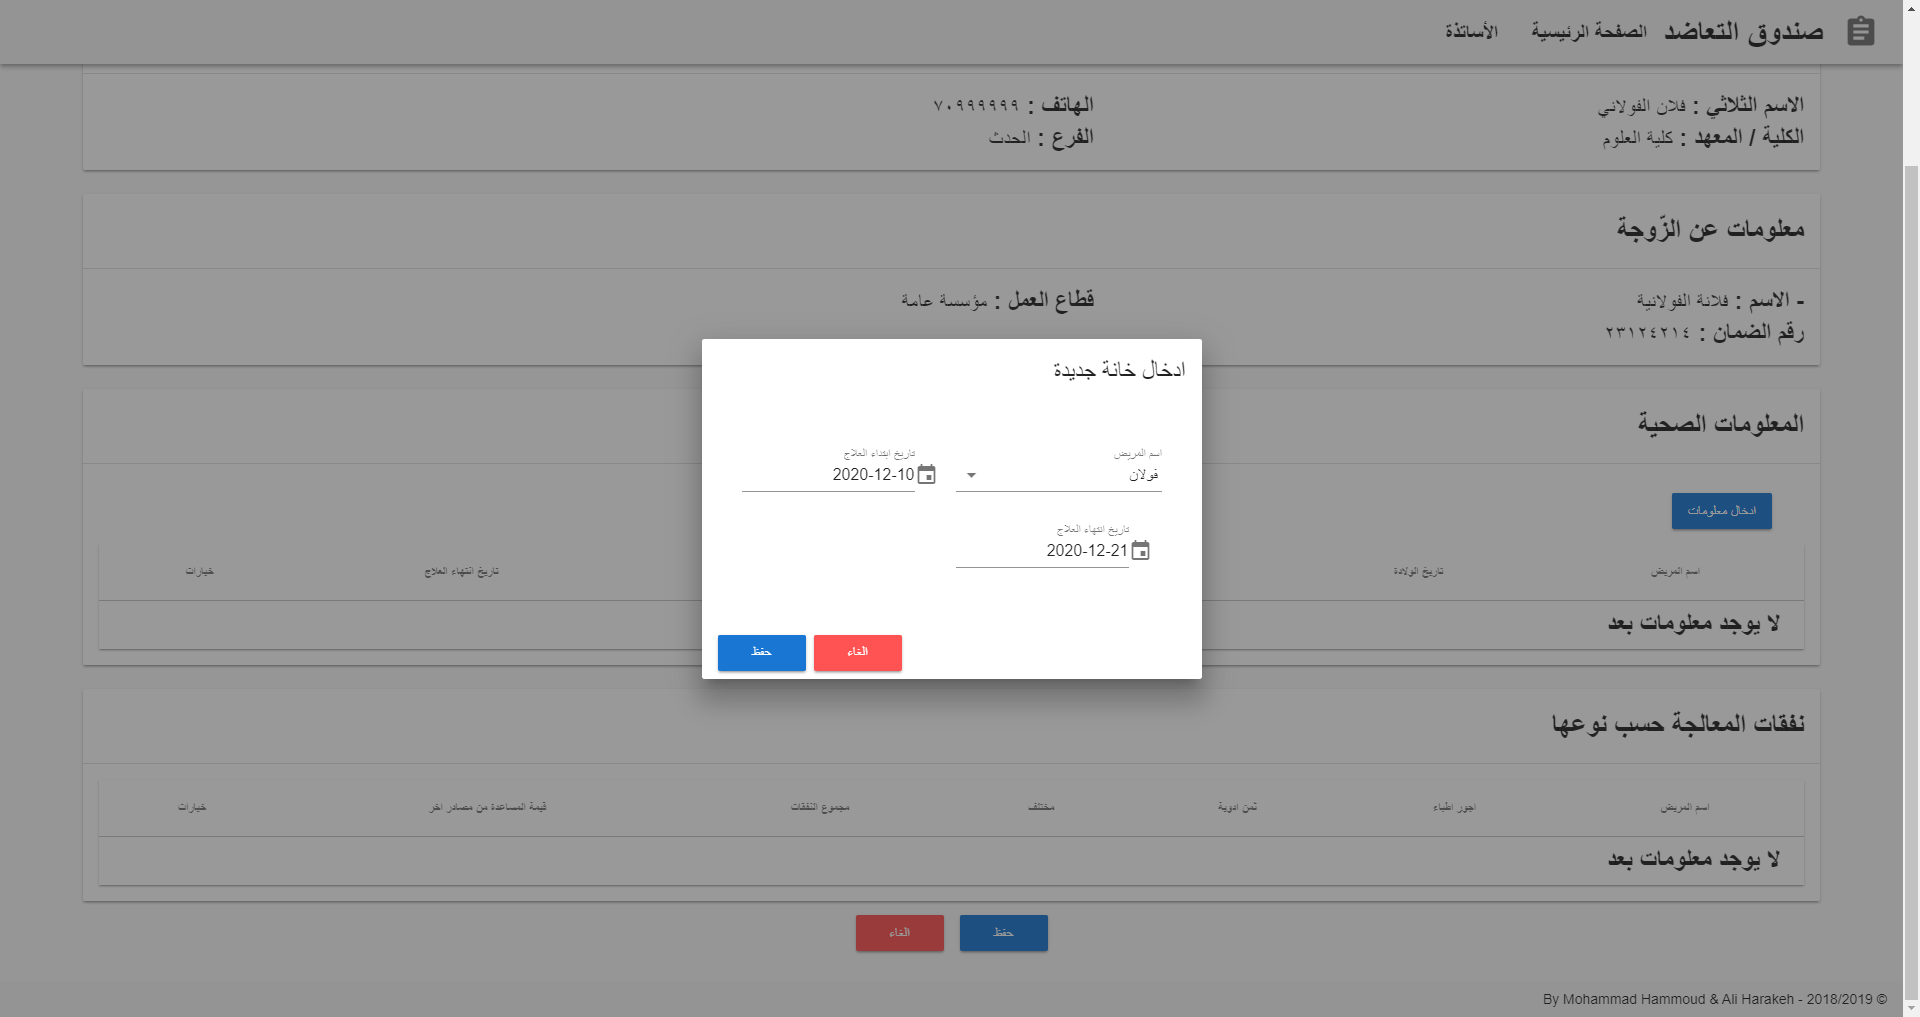 صندوق التعاضد
الصفحة الرئيسية
الأساتذة
الاسم الثلاثي : فلان الفولاني
الهاتف : ٧٠٩٩٩٩٩٩
الكلية / المعهد : كلية العلوم
الفرع : الحدث
معلومات عن الزّوجة
- الاسم : فلانة الفولانية
قطاع العمل : مؤسسة عامة
رقم الضمان : ٢٣١٢٤٢١٤
المعلومات الصحية
ادخال معلومات
اسم المريض
تاريخ الولادة
تاريخ انتهاء العلاج
خيارات
لا يوجد معلومات بعد
ادخال خانة جديدة
اسم المريض
فولان
تاريخ ابتداء العلاج
2020-12-10
تاريخ انتهاء العلاج
2020-12-21
الغاء
حفظ
نفقات المعالجة حسب نوعها
اسم المريض
اجور اطباء
ثمن ادوية
مختلف
مجموع النفقات
قيمة المساعدة من مصادر اخر
خيارات
لا يوجد معلومات بعد
حفظ
الغاء
By Mohammad Hammoud & Ali Harakeh - 2018/2019 ©